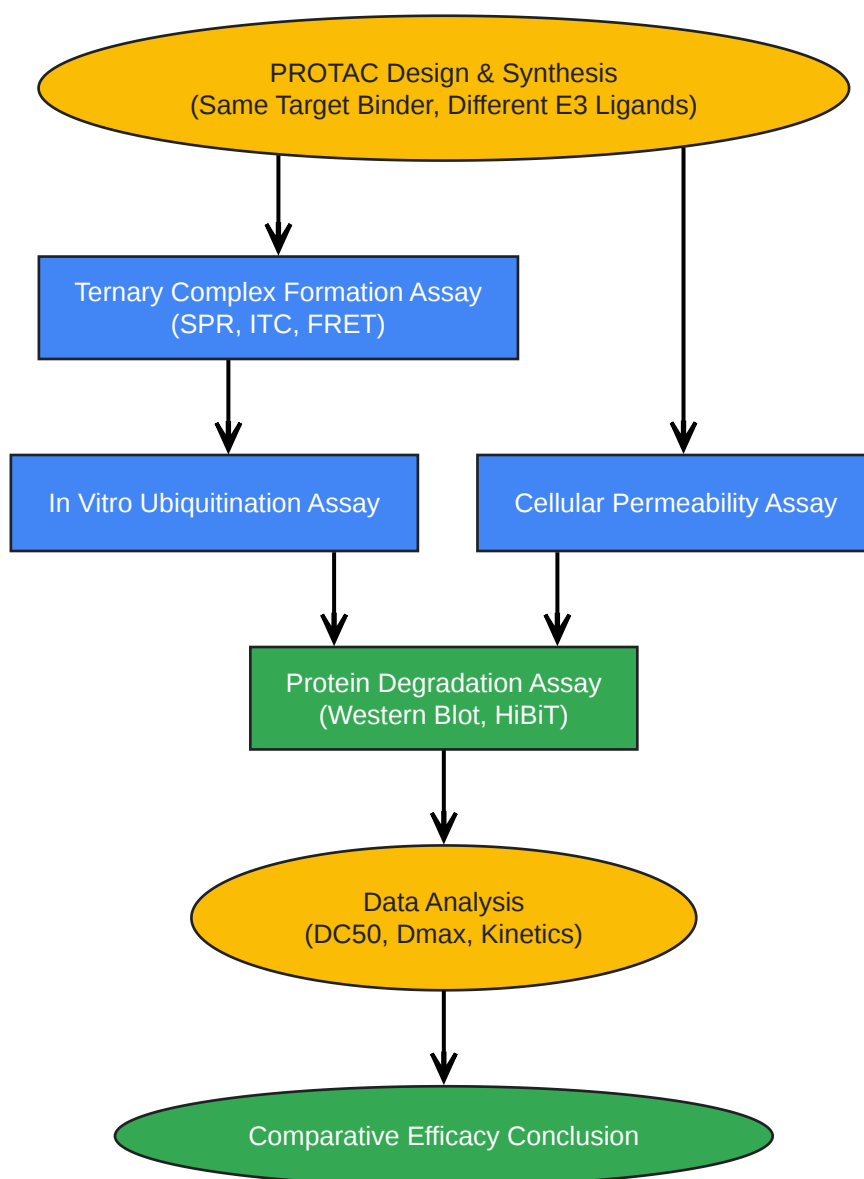 PROTAC Design & Synthesis
(Same Target Binder, Different E3 Ligands)
Ternary Complex Formation Assay
(SPR, ITC, FRET)
In Vitro Ubiquitination Assay
Cellular Permeability Assay
Protein Degradation Assay
(Western Blot, HiBiT)
Data Analysis
(DC50, Dmax, Kinetics)
Comparative Efficacy Conclusion